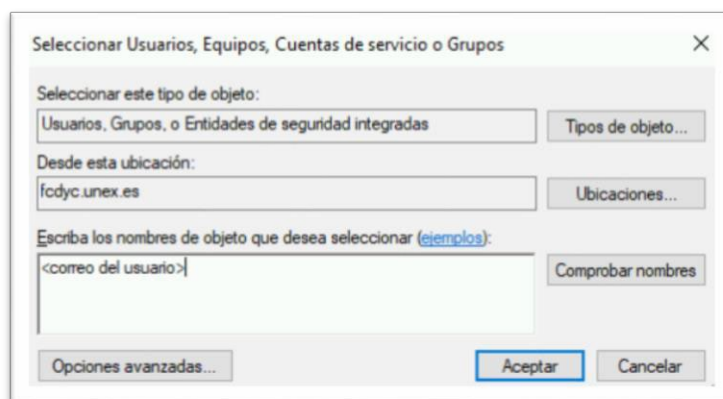 Seleccionar Usuarios, Equipos, Cuentas de servicio o Grupos
Seleccionar este tipo de objeto:
Usuarios, Grupos, o Entidades de seguridad integradas
Tipos de objeto...
Desde esta ubicación:
fcdyc.unex.es
Ubicaciones...
Escriba los nombres de objeto que desea seleccionar (ejemplos):
<correo del usuario>
Comprobar nombres
Opciones avanzadas...
Aceptar
Cancelar